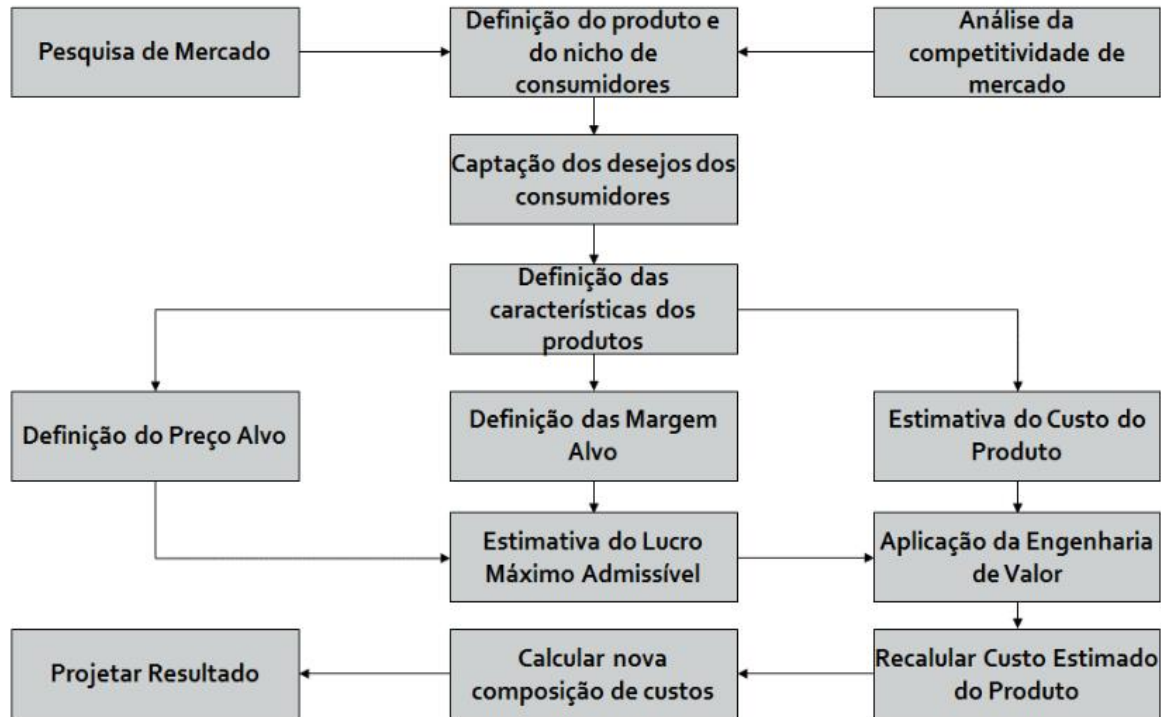 Pesquisa de Mercado
Definição do produto e
do nicho de
consumidores
Análise da
competitividade de
mercado
Captação dos desejos dos
consumidores
Definição das
características dos
produtos
Definição do Preço Alvo
Definição das Margem
Alvo
Estimativa do Custo do
Produto
Estimativa do Lucro
Máximo Admissível
Aplicação da Engenharia
de Valor
Projetar Resultado
Calcular nova
composição de custos
Recalular Custo Estimado
do Produto